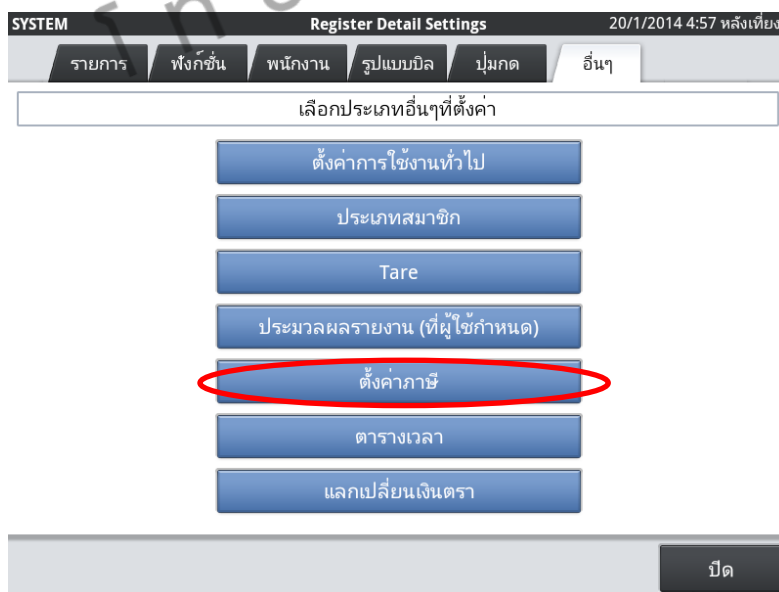 SYSTEM Register Detail Settings 20/1/2014 4:57 หลังเที่ยง
รายการ ฟังก์ชั่น พนักงาน รูปแบบบิล ปุ่มกด อื่นๆ
เลือกประเภทอื่นๆที่ตั้งค่า
ตั้งค่าการใช้งานทั่วไป
ประเภทสมาชิก
Tare
ประมวลผลรายงาน (ที่ผู้ใช้กำหนด)
ตั้งค่าภาษี
ตารางเวลา
แลกเปลี่ยนเงินตรา
ปิด